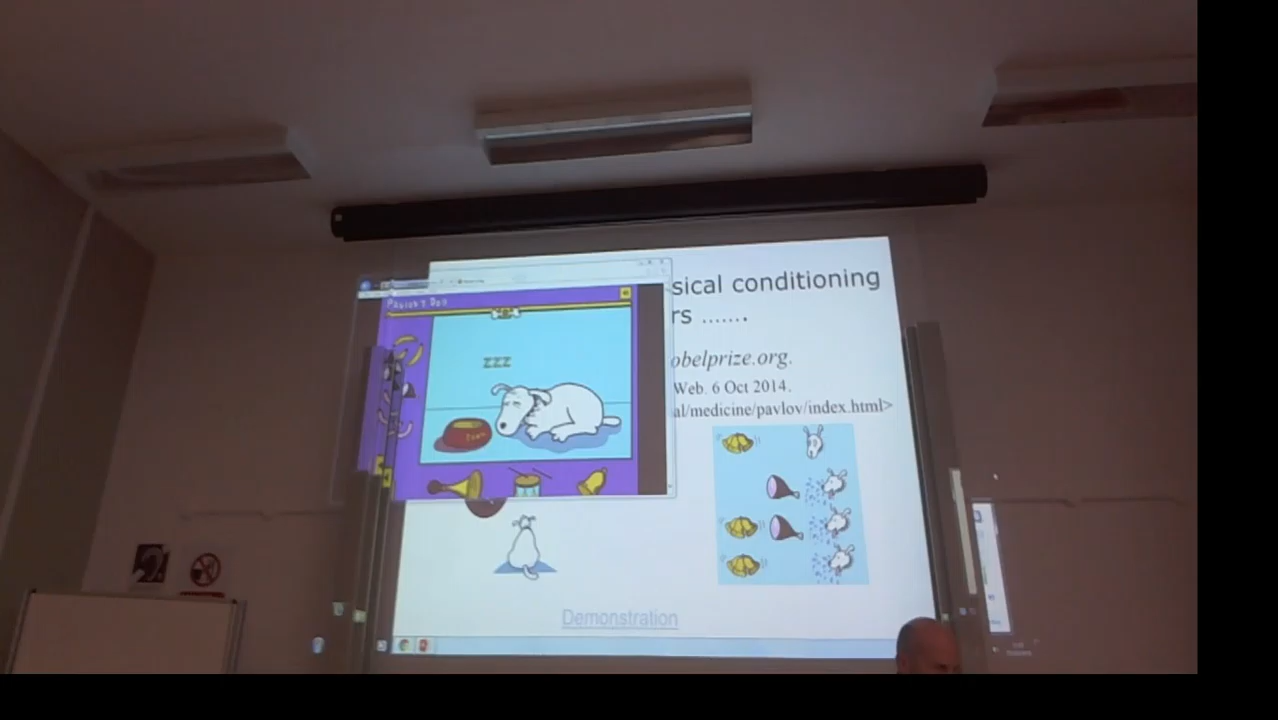 Pavlov's Dog
ZZZ
sical conditioning
rs .......
obelprize.org.
Web. 6 Oct 2014.
al/medicine/pavlov/index.html>
Demonstration